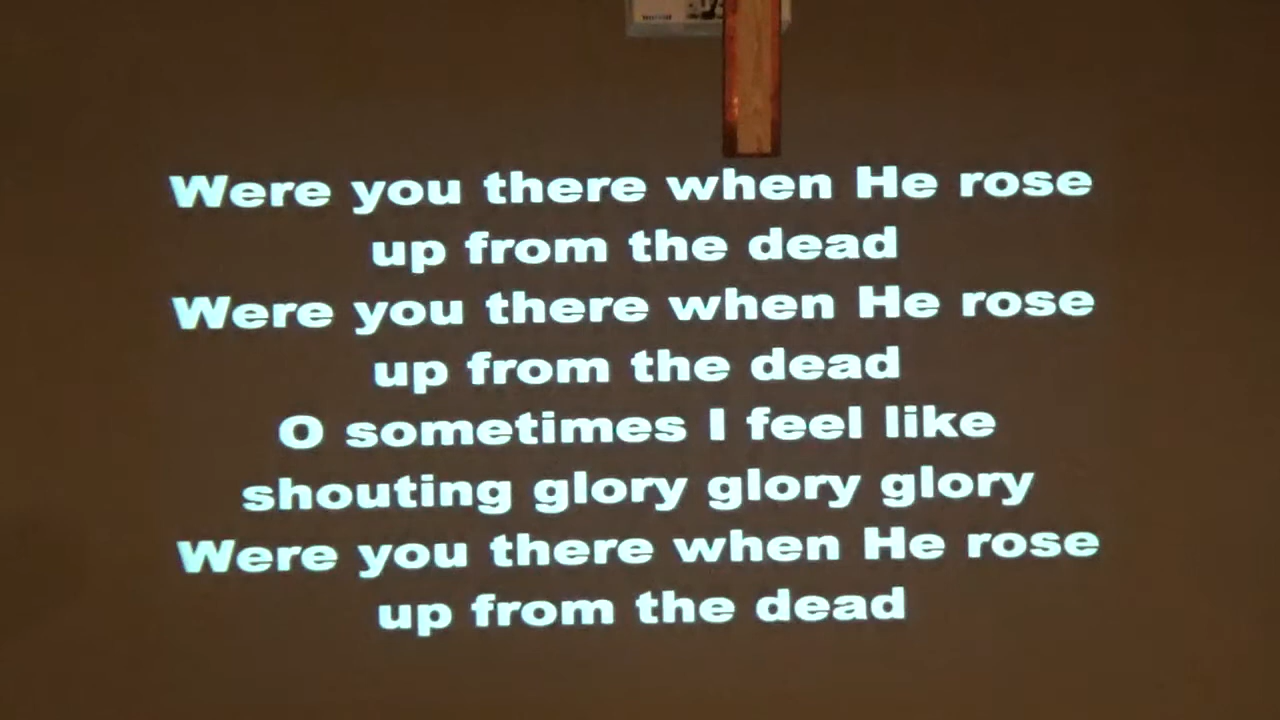 Were you there when He rose
up from the dead
Were you there when He rose
up from the dead
O sometimes I feel like
shouting glory glory glory
Were you there when He rose
up from the dead